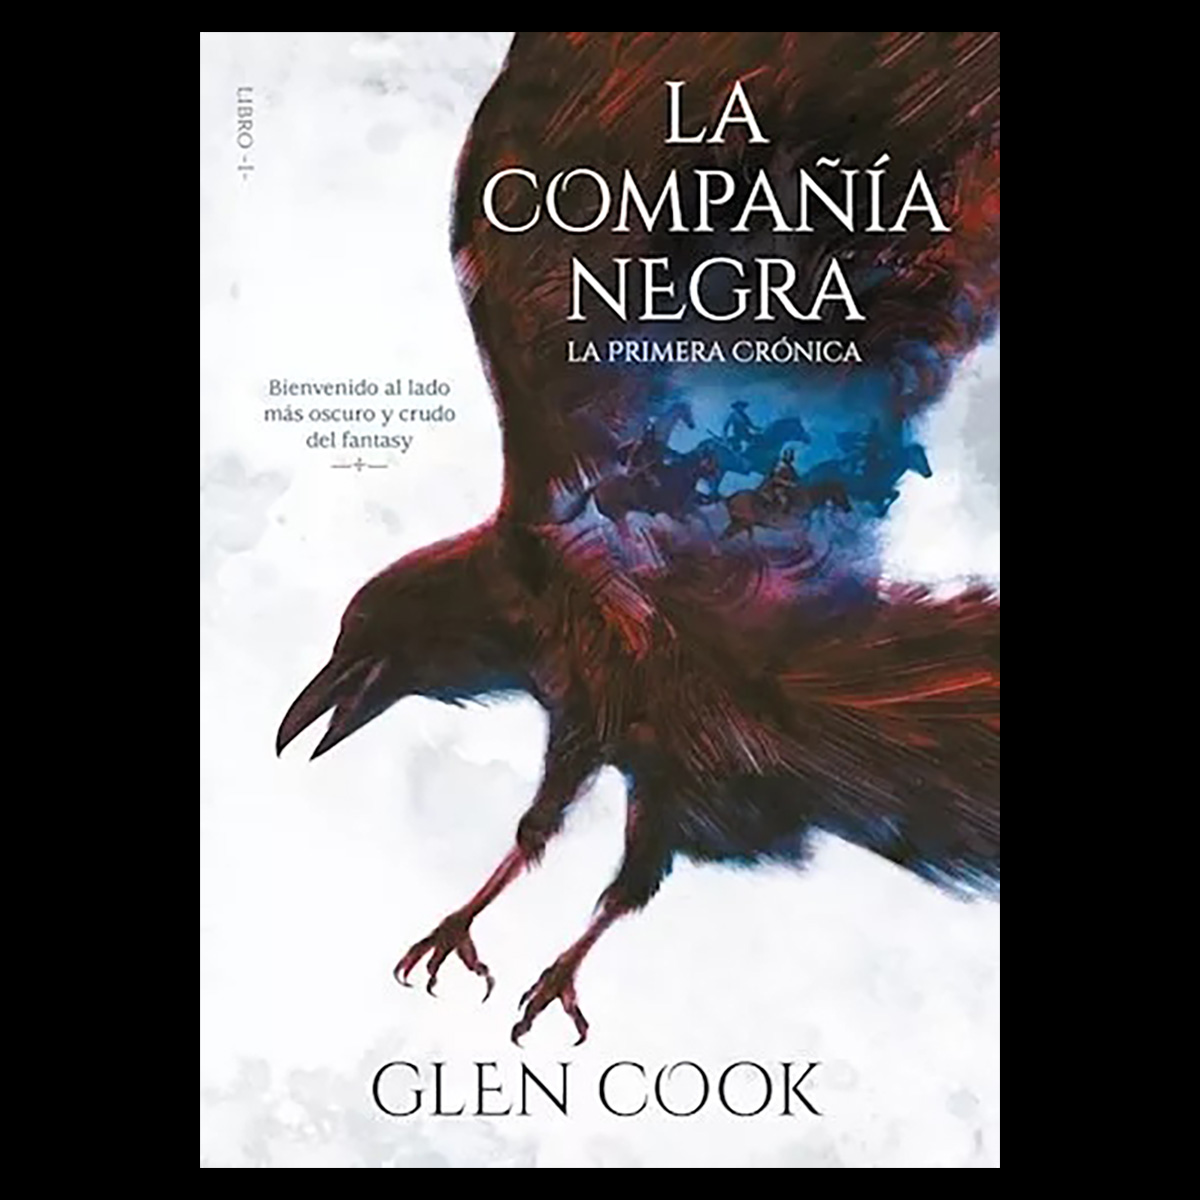 LIBRO -I-
LA
COMPAÑÍA
NEGRA
LA PRIMERA CRÓNICA
Bienvenido al lado
más oscuro y crudo
del fantasy
GLEN COOK